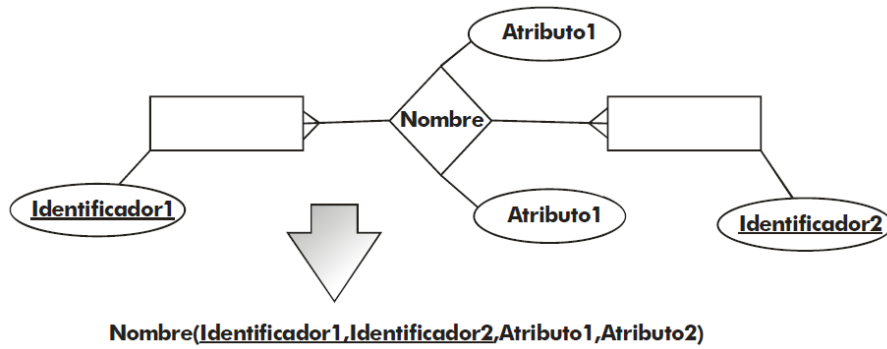 Atributo1
Nombre
Identificador1
Atributo1
Identificador2
Nombre(Identificador1,Identificador2,Atributo1,Atributo2)